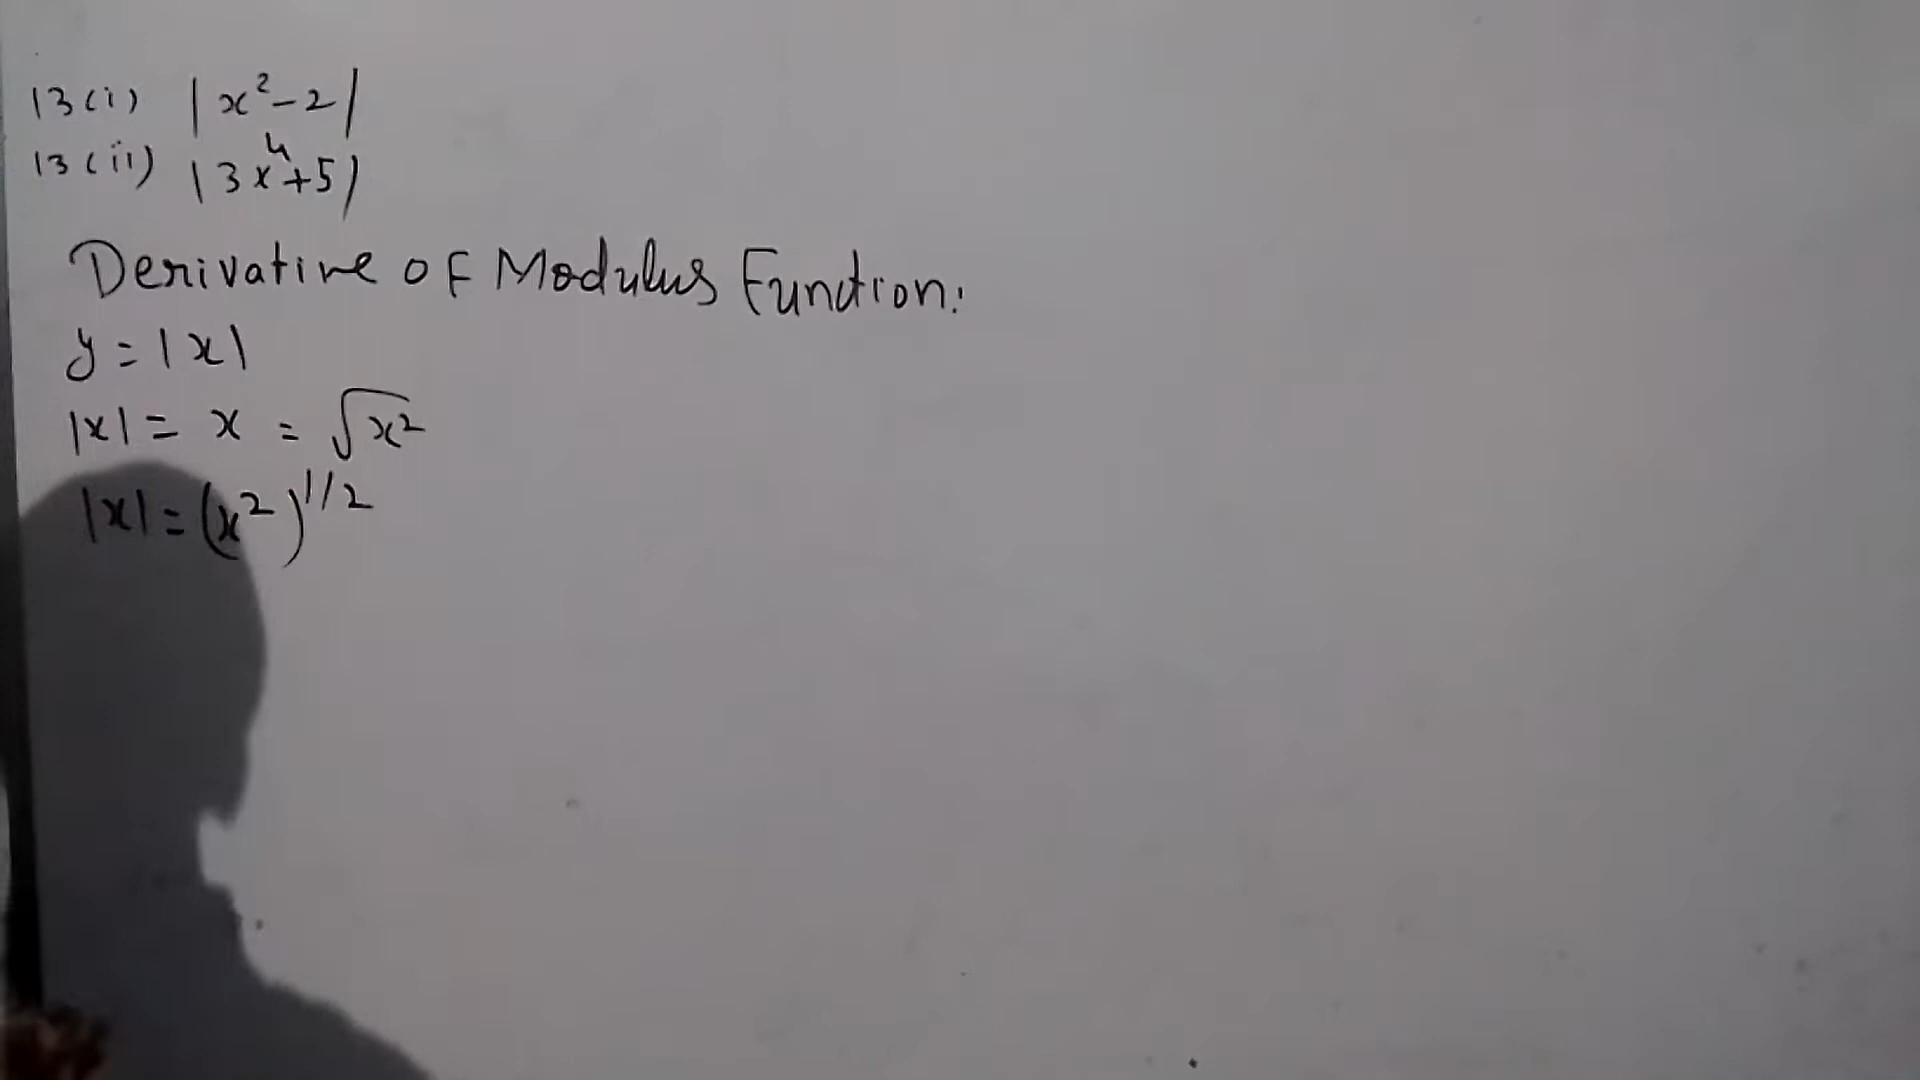 13(i) |x²-2|
13(ii) |3x⁴+5|
Derivative of Modulus Function:
y = |x|
|x| = x = √x²
|x| = (x²)^1/2